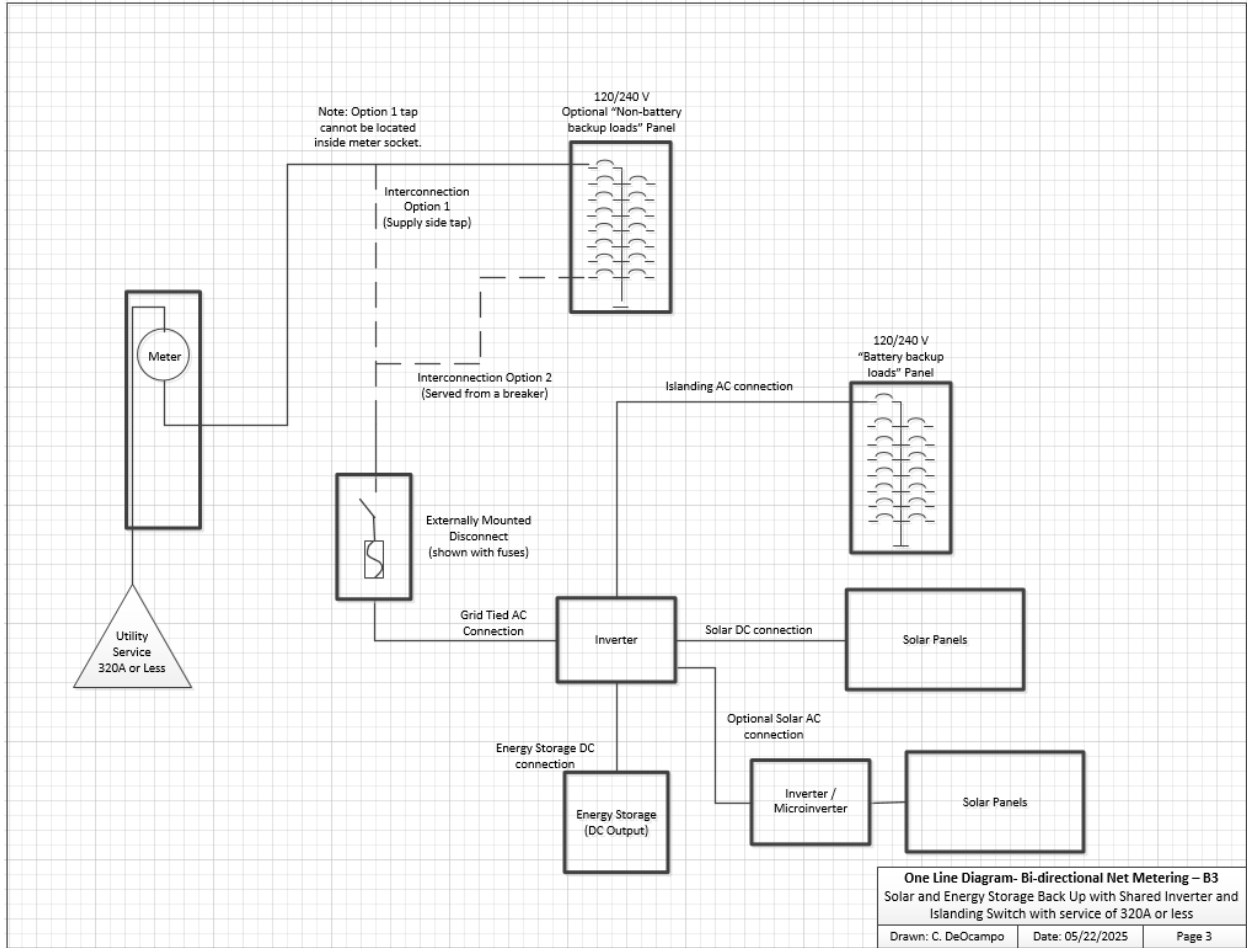 120/240 V
Optional “Non-battery
backup loads” Panel
Note: Option 1 tap
cannot be located
inside meter socket.
Interconnection
Option 1
(Supply side tap)
Meter
Interconnection Option 2
(Served from a breaker)
120/240 V
“Battery backup
loads” Panel
Islanding AC connection
Externally Mounted
Disconnect
(shown with fuses)
Utility
Service
320A or Less
Grid Tied AC
Connection
Inverter
Solar DC connection
Solar Panels
Optional Solar AC
connection
Energy Storage DC
connection
Energy Storage
(DC Output)
Inverter /
Microinverter
Solar Panels
One Line Diagram- Bi-directional Net Metering – B3
Solar and Energy Storage Back Up with Shared Inverter and
Islanding Switch with service of 320A or less
Drawn: C. DeOcampo
Date: 05/22/2025
Page 3